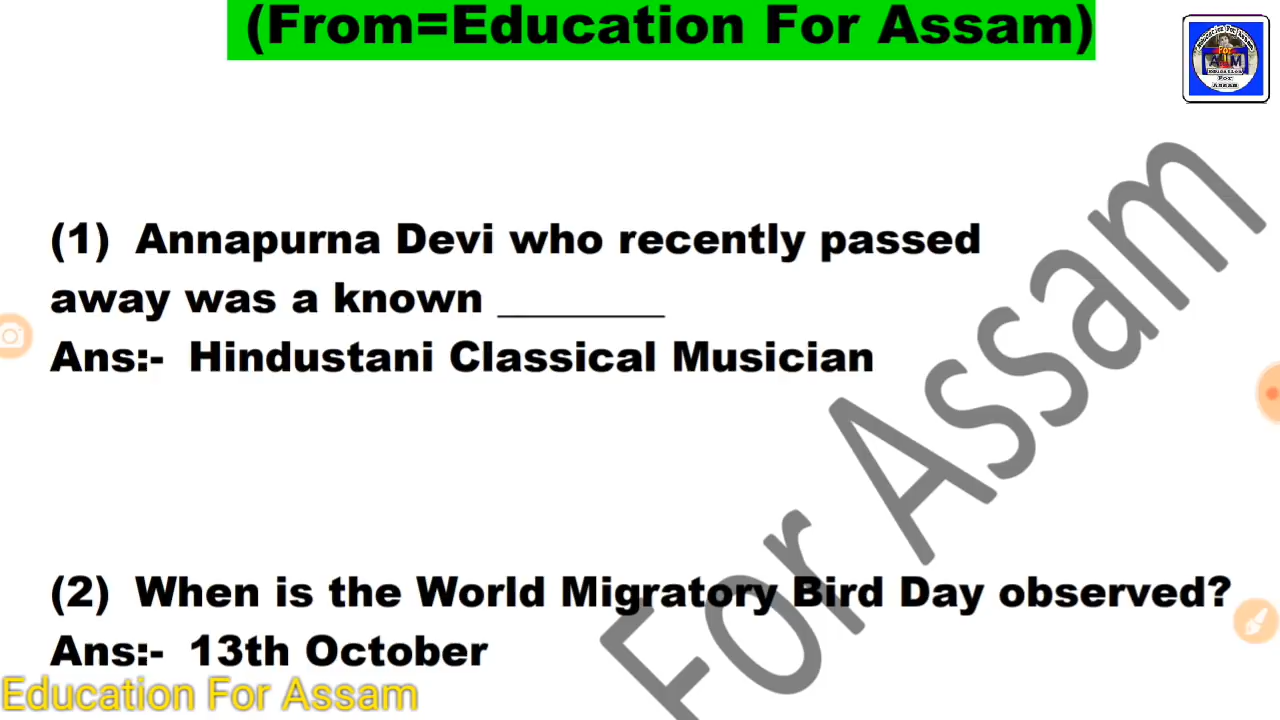 (From=Education For Assam)
(1) Annapurna Devi who recently passed
away was a known ________
Ans:- Hindustani Classical Musician
For Assam
(2) When is the World Migratory Bird Day observed?
Ans:- 13th October
Education For Assam